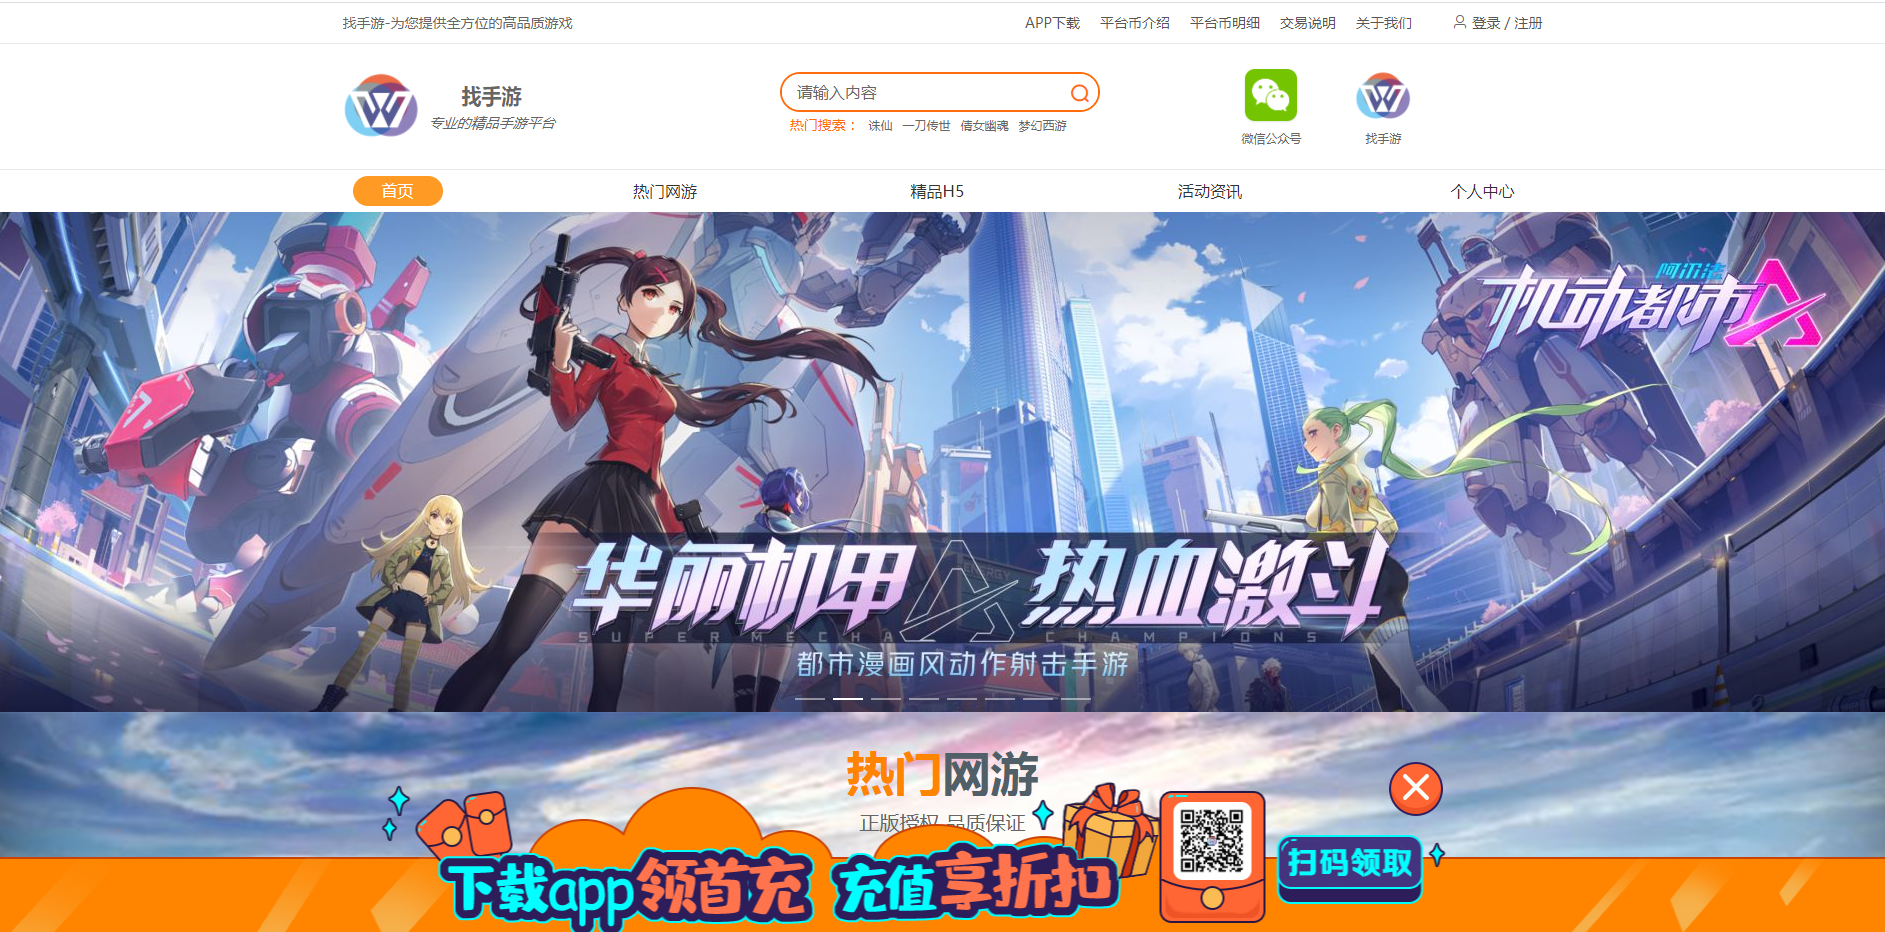 找手游-为您提供全方位的高品质游戏
APP下载 平台币介绍 平台币明细 交易说明 关于我们 登录 / 注册
找手游
专业的精品手游平台
请输入内容
热门搜索： 诛仙 一刀传世 倩女幽魂 梦幻西游
微信公众号
找手游
首页 热门网游 精品H5 活动资讯 个人中心
阿尔法
机动都市
华丽机甲 热血激斗
ENERGY
SUPERMECHA CHAMPIONS
都市漫画风动作射击手游
热门网游
正版授权 品质保证
下载app领首充 充值享折扣
扫码领取